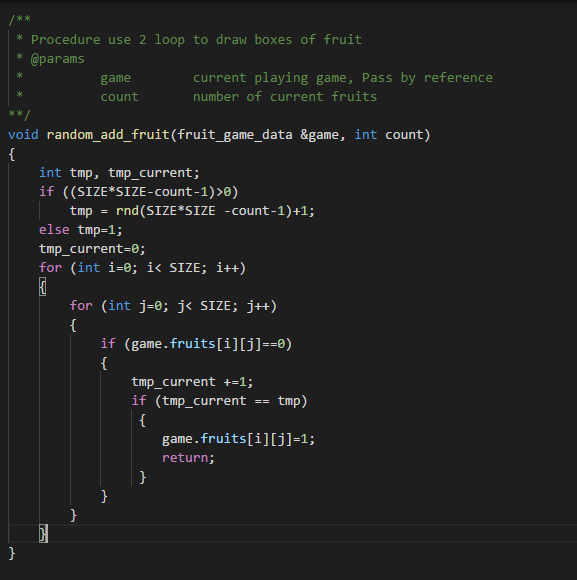 /**
 * Procedure use 2 loop to draw boxes of fruit
 * @params
 *          game        current playing game, Pass by reference
 *          count       number of current fruits
**/
void random_add_fruit(fruit_game_data &game, int count)
{
    int tmp, tmp_current;
    if ((SIZE*SIZE-count-1)>0)
        tmp = rnd(SIZE*SIZE -count-1)+1;
    else tmp=1;
    tmp_current=0;
    for (int i=0; i< SIZE; i++)
    {
        for (int j=0; j< SIZE; j++)
        {
            if (game.fruits[i][j]==0)
            {
                tmp_current +=1;
                if (tmp_current == tmp)
                 {
                    game.fruits[i][j]=1;
                    return;
                 }
            }
        }
    }
}